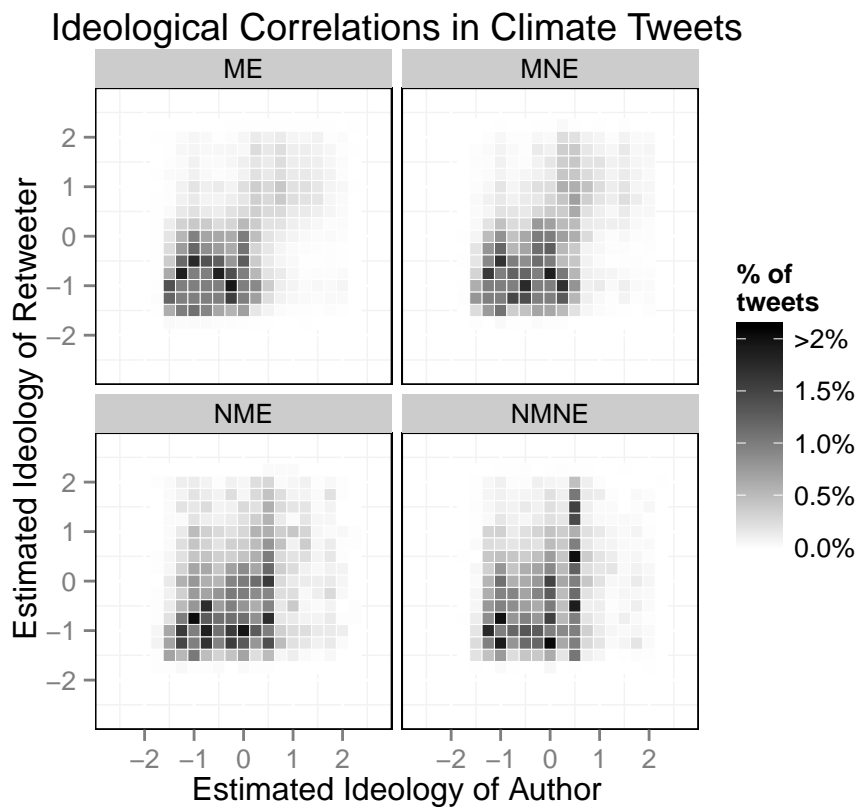 Ideological Correlations in Climate Tweets
ME
MNE
2
1
0
−1
−2
NME
NMNE
2
1
0
−1
−2
−2 −1 0 1 2
−2 −1 0 1 2
Estimated Ideology of Author
Estimated Ideology of Retweeter
% of
tweets
>2%
1.5%
1.0%
0.5%
0.0%